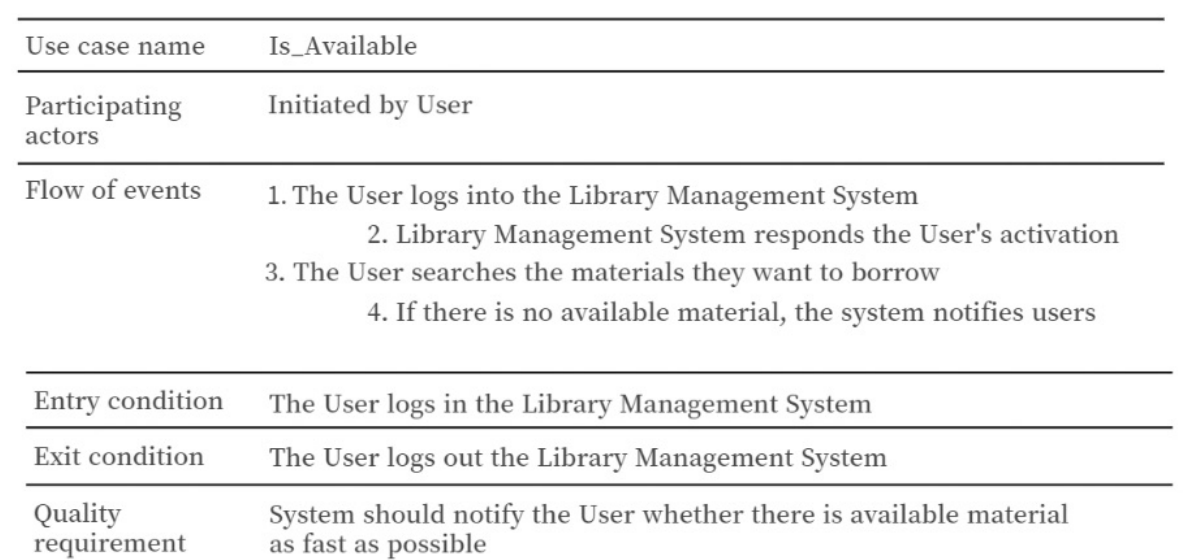 Use case name Is_Available
Participating actors Initiated by User
Flow of events 1. The User logs into the Library Management System
2. Library Management System responds the User's activation
3. The User searches the materials they want to borrow
4. If there is no available material, the system notifies users
Entry condition The User logs in the Library Management System
Exit condition The User logs out the Library Management System
Quality requirement System should notify the User whether there is available material
as fast as possible